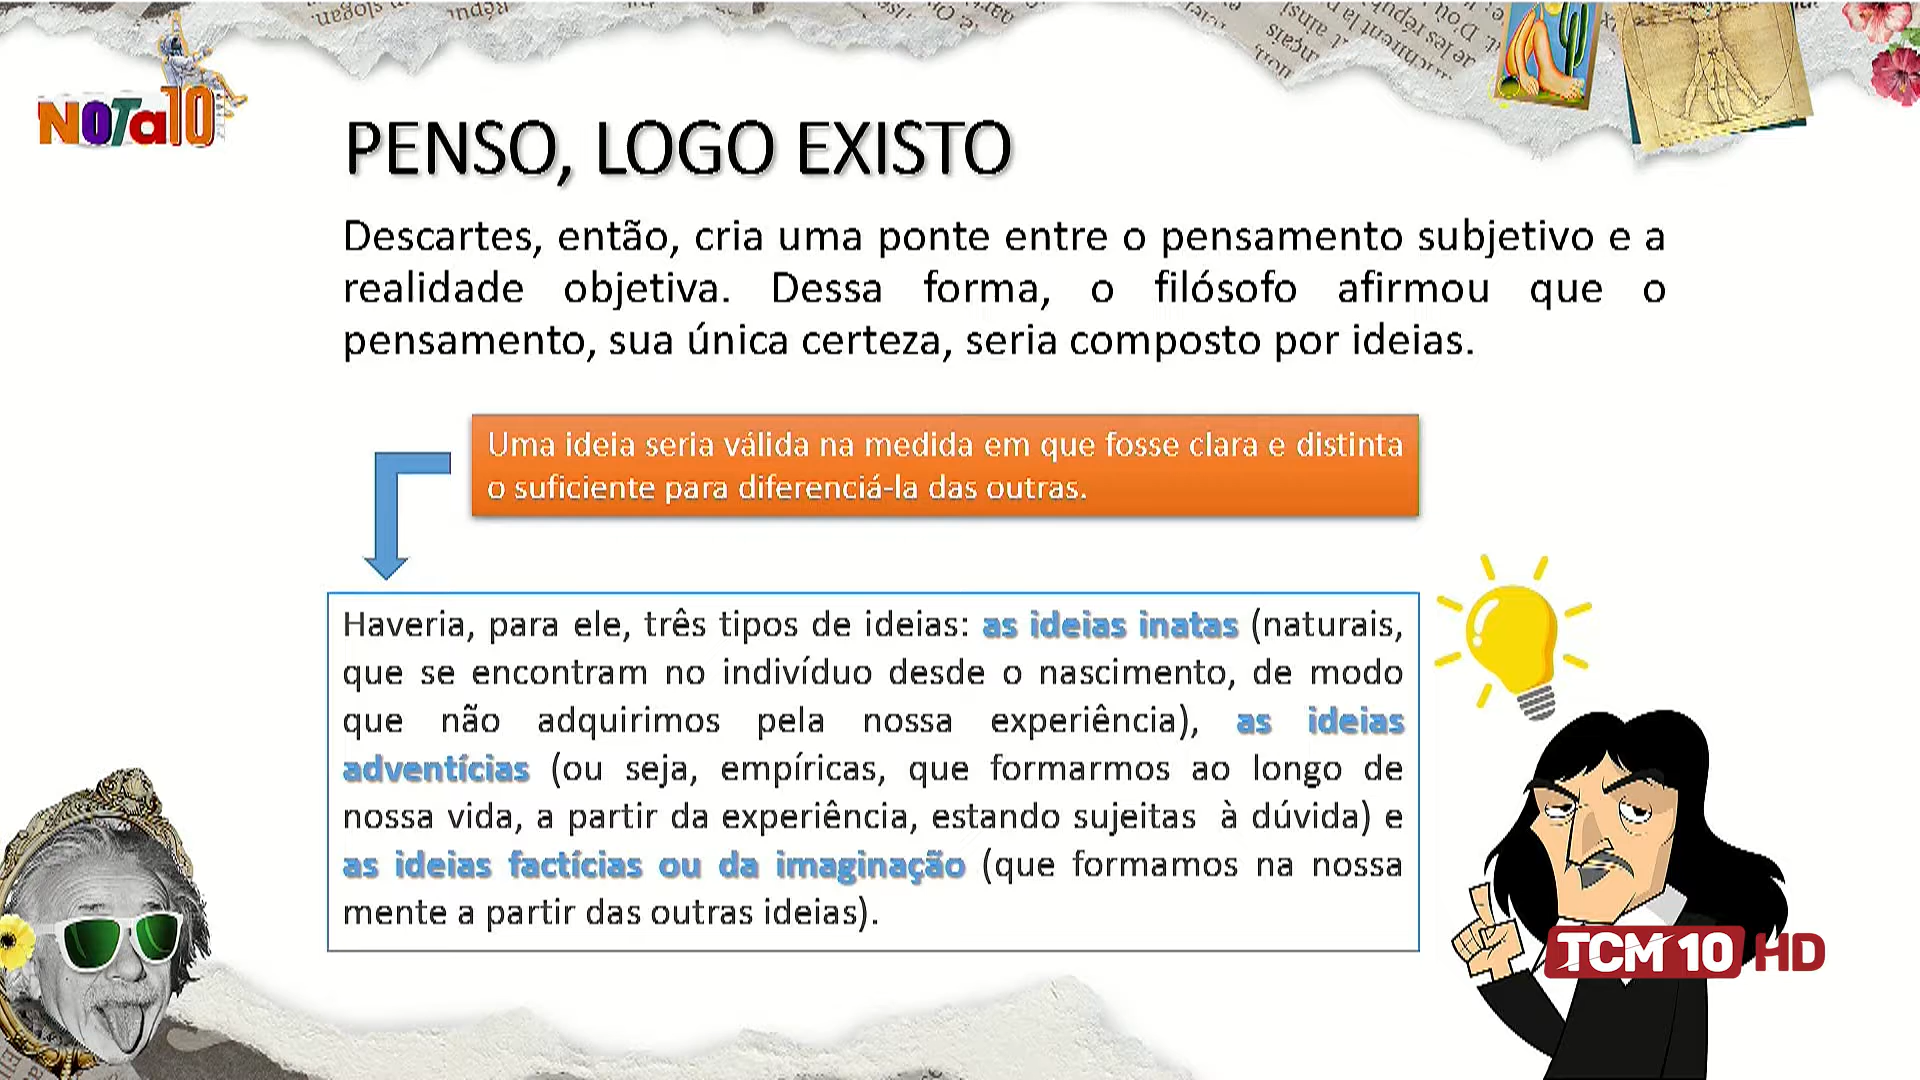 NOTa10
PENSO, LOGO EXISTO
Descartes, então, cria uma ponte entre o pensamento subjetivo e a
realidade objetiva. Dessa forma, o filósofo afirmou que o
pensamento, sua única certeza, seria composto por ideias.
Uma ideia seria válida na medida em que fosse clara e distinta
o suficiente para diferenciá-la das outras.
Haveria, para ele, três tipos de ideias: as ideias inatas (naturais,
que se encontram no indivíduo desde o nascimento, de modo
que não adquirimos pela nossa experiência), as ideias
adventícias (ou seja, empíricas, que formarmos ao longo de
nossa vida, a partir da experiência, estando sujeitas à dúvida) e
as ideias factícias ou da imaginação (que formamos na nossa
mente a partir das outras ideias).
TCM 10 HD